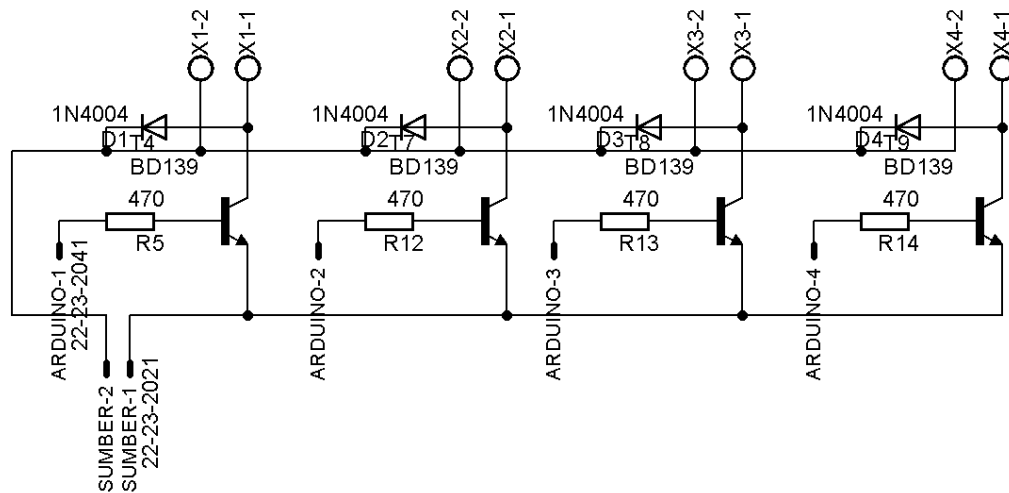 X1-2
X1-1
X2-2
X2-1
X3-2
X3-1
X4-2
X4-1
1N4004
1N4004
1N4004
1N4004
D1
T4
D2
T7
D3
T8
D4
T9
BD139
BD139
BD139
BD139
470
470
470
470
R5
R12
R13
R14
ARDUINO-1
22-23-2041
ARDUINO-2
ARDUINO-3
ARDUINO-4
SUMBER-2
SUMBER-1
22-23-2021